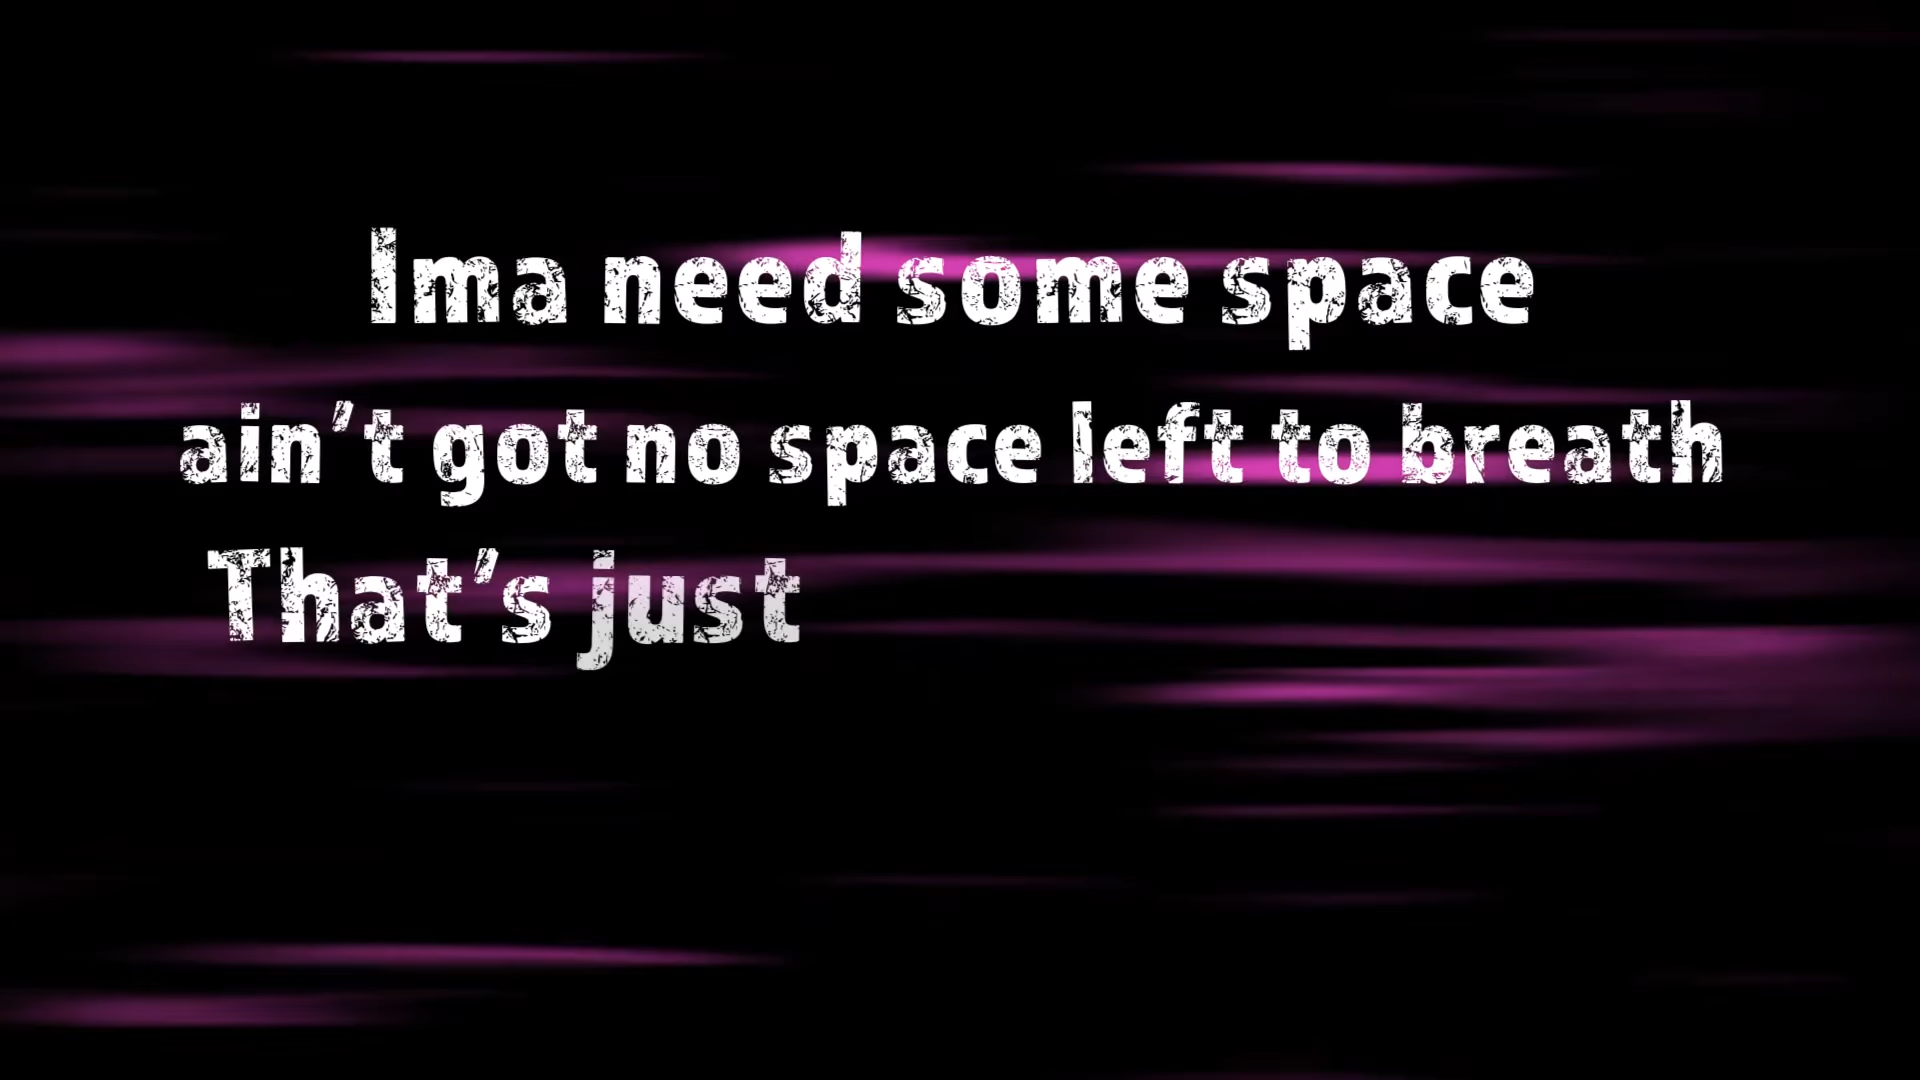 Ima need some space
ain’t got no space left to breath
That’s just